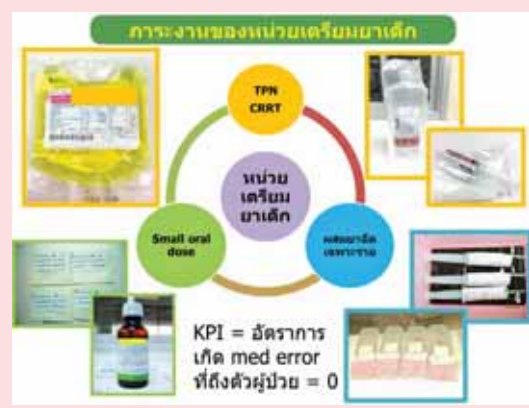 ภาระงานของหน่วยเตรียมยาเด็ก
TPN
CRRT
หน่วย
เตรียม
ยาเด็ก
Small oral
dose
ผสมยาฉีด
เฉพาะราย
KPI = อัตราการ
เกิด med error
ที่ถึงตัวผู้ป่วย = 0